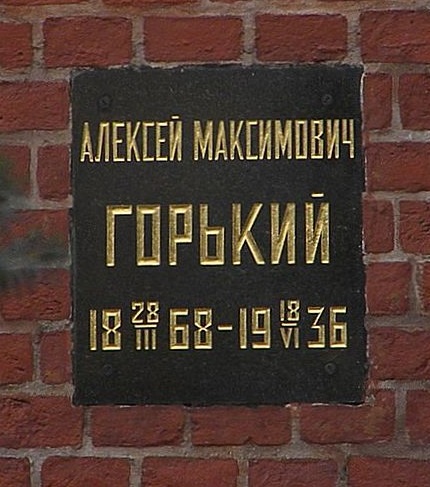 АЛЕКСЕЙ МАКСИМОВИЧ
ГОРЬКИЙ
18 28/III 68-19 18/VI 36